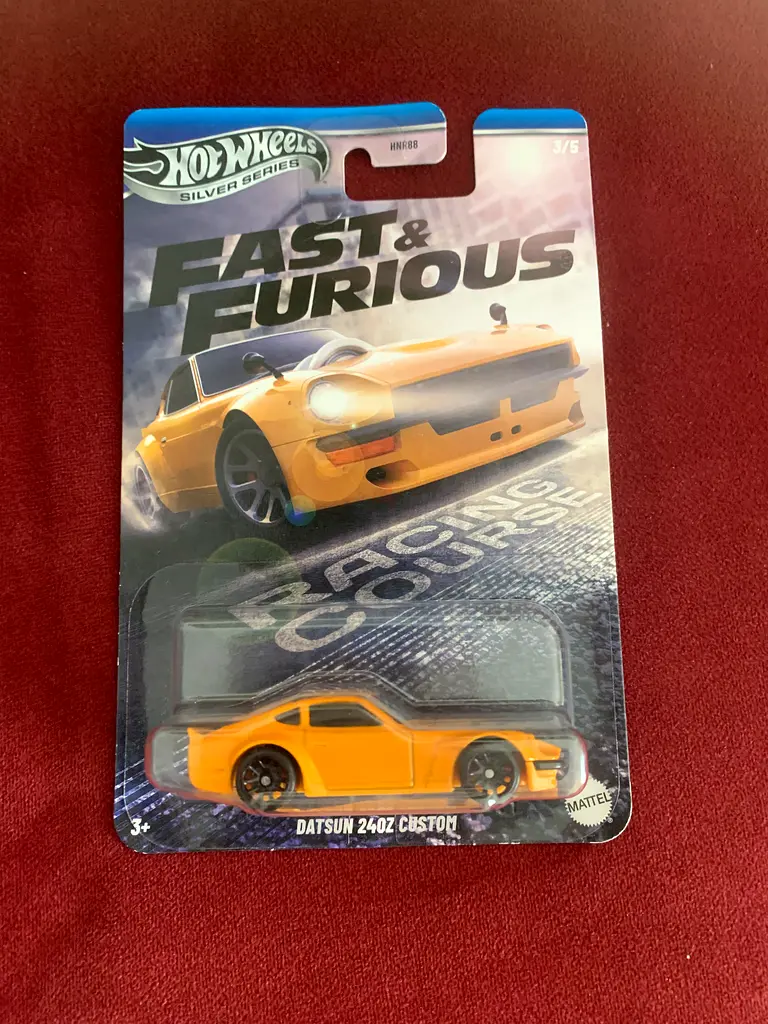 HOT WHEELS
SILVER SERIES
HNR88
3/5
FAST &
FURIOUS
RACING
COURSE
3+
DATSUN 240Z CUSTOM
MATTEL
®